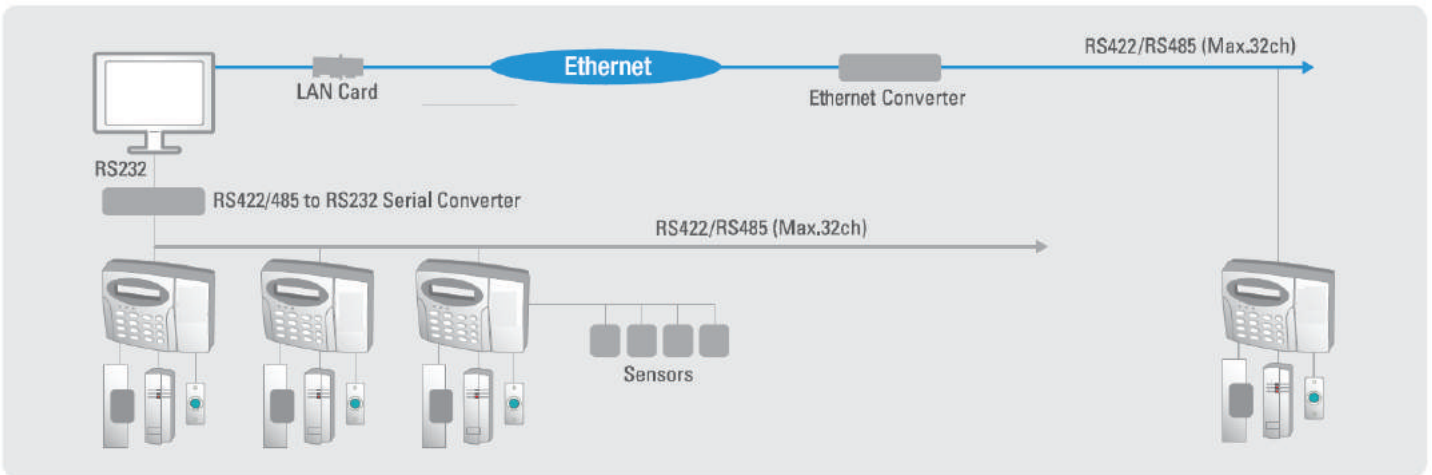 RS422/RS485 (Max.32ch)
Ethernet
LAN Card
Ethernet Converter
RS232
RS422/485 to RS232 Serial Converter
RS422/RS485 (Max.32ch)
Sensors